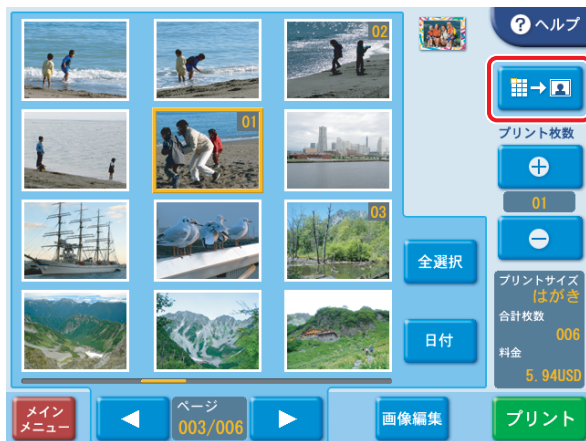 ヘルプ
02
01
03
プリント枚数
01
全選択
日付
プリントサイズ
はがき
合計枚数
006
料金
5.94USD
メイン
メニュー
ページ
003/006
画像編集
プリント